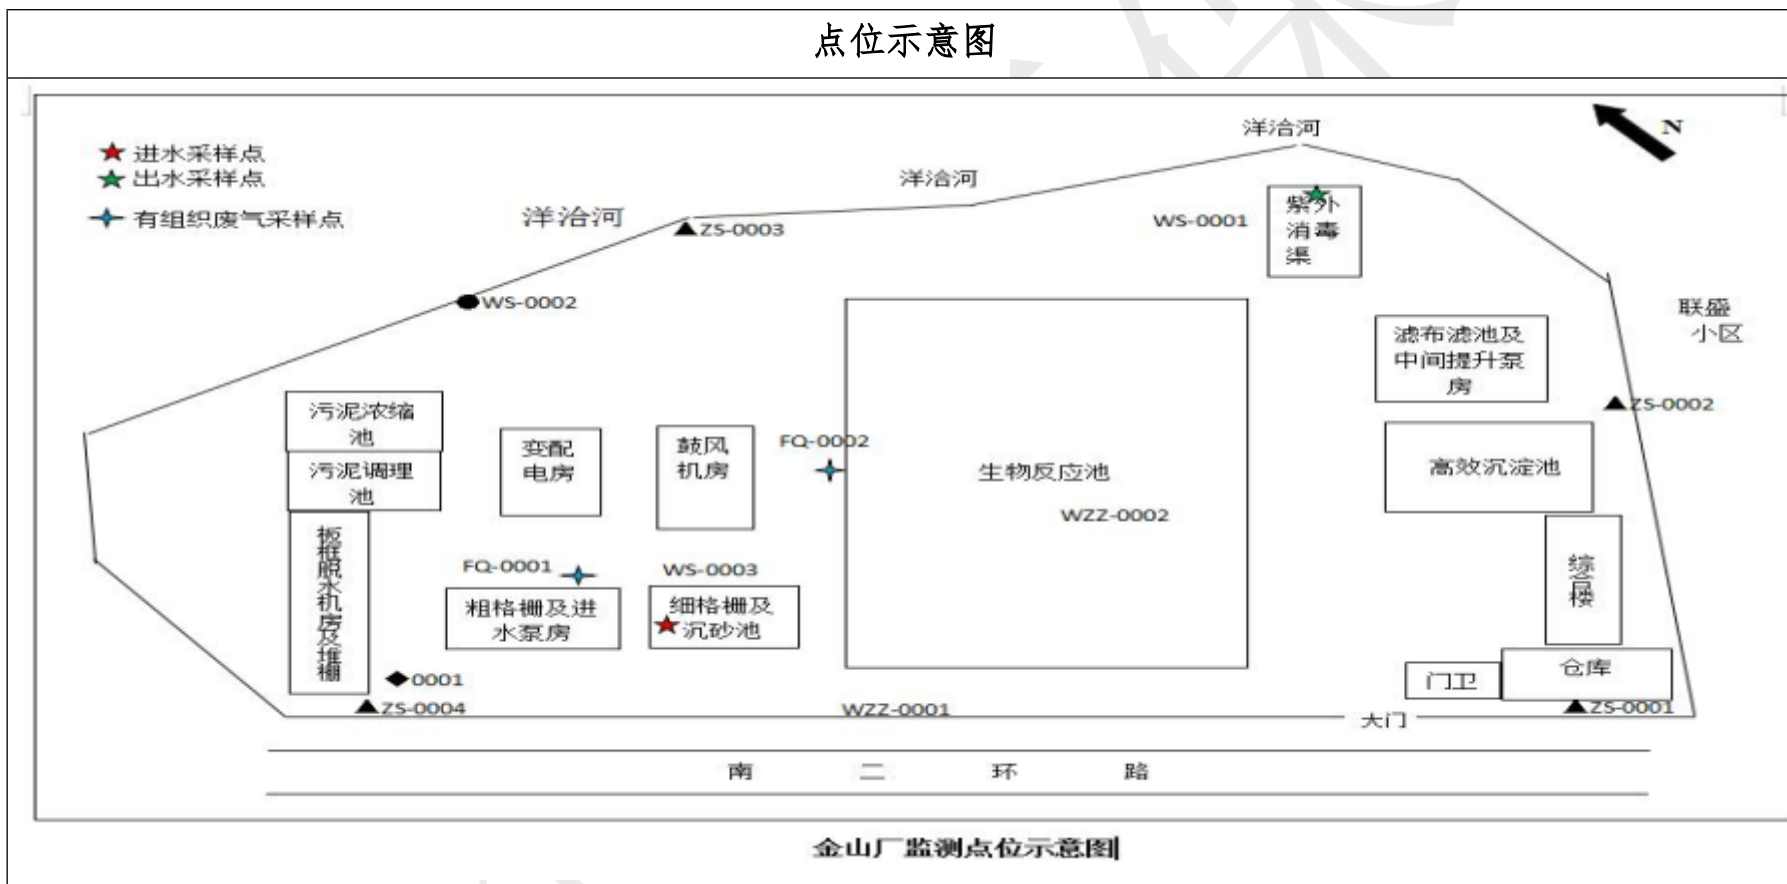 点位示意图
洋洽河
N
进水采样点
出水采样点
洋洽河
有组织废气采样点
洋洽河
ZS-0003
WS-0001
紫外
消毒
渠
WS-0002
联盛
小区
滤布滤池及
中间提升泵
房
ZS-0002
污泥浓缩
池
污泥调理
池
变配
电房
鼓风
机房
FQ-0002
生物反应池
WZZ-0002
高效沉淀池
板框脱水机房及堆棚
FQ-0001
粗格栅及进
水泵房
WS-0003
细格栅及
沉砂池
综合楼
0001
ZS-0004
WZZ-0001
门卫
仓库
ZS-0001
大门
南二环路
金山厂监测点位示意图